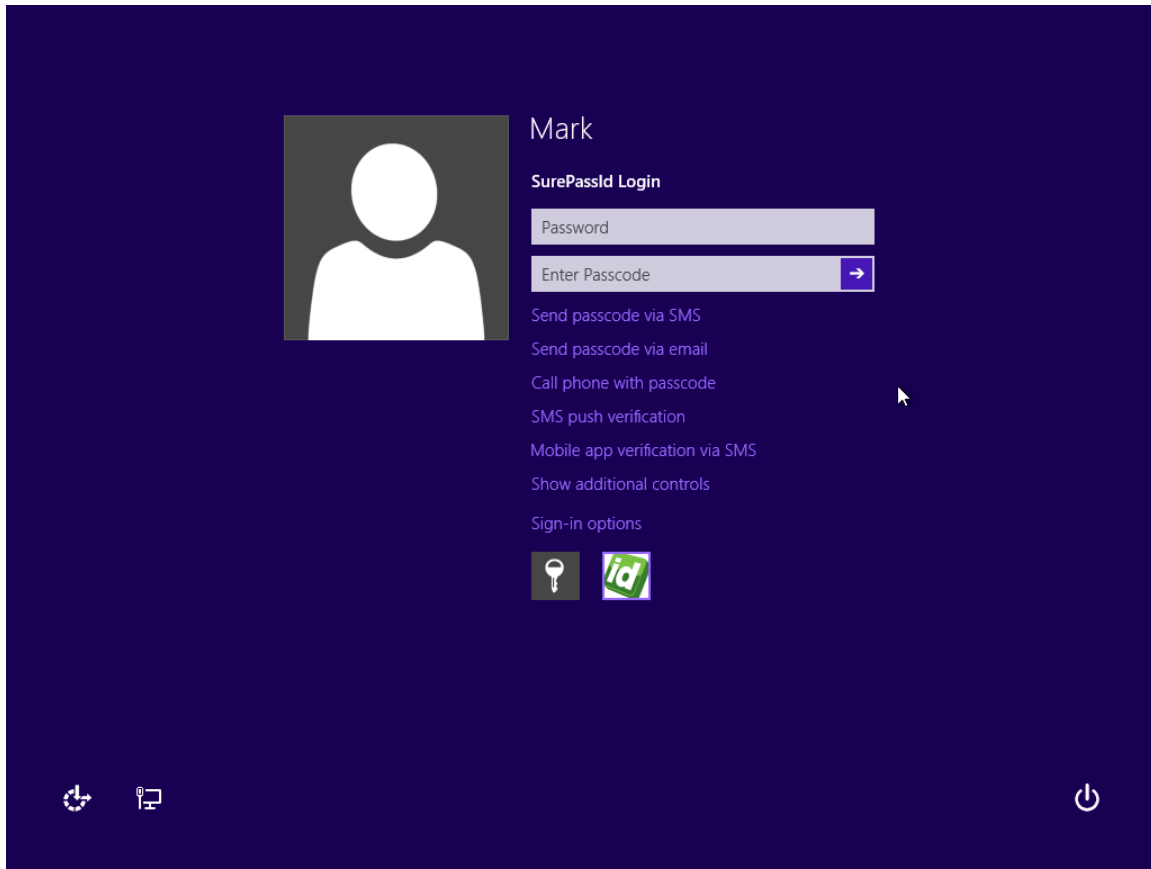 Mark
SurePassId Login
Password
Enter Passcode
Send passcode via SMS
Send passcode via email
Call phone with passcode
SMS push verification
Mobile app verification via SMS
Show additional controls
Sign-in options
id